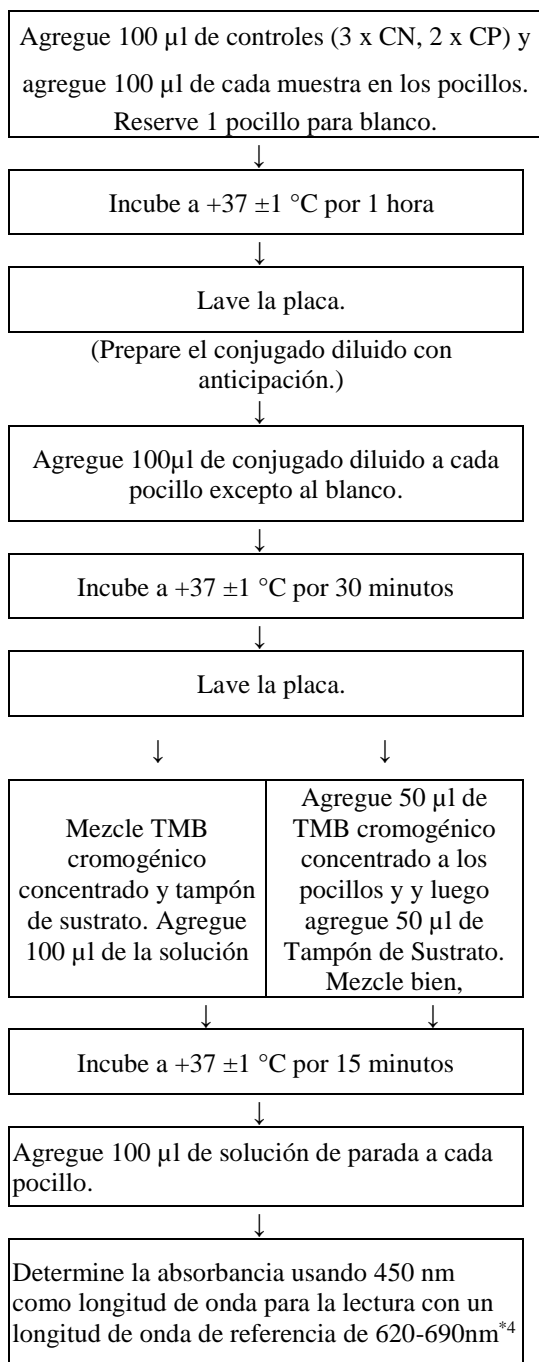 Agregue 100 µl de controles (3 x CN, 2 x CP) y
agregue 100 µl de cada muestra en los pocillos.
Reserve 1 pocillo para blanco.
↓
Incube a +37 ±1 °C por 1 hora
↓
Lave la placa.
(Prepare el conjugado diluido con
anticipación.)
↓
Agregue 100µl de conjugado diluido a cada
pocillo excepto al blanco.
↓
Incube a +37 ±1 °C por 30 minutos
↓
Lave la placa.
↓ ↓
Mezcle TMB
cromogénico
concentrado y tampón
de sustrato. Agregue
100 µl de la solución
Agregue 50 µl de
TMB cromogénico
concentrado a los
pocillos y y luego
agregue 50 µl de
Tampón de Sustrato.
Mezcle bien,
↓ ↓
Incube a +37 ±1 °C por 15 minutos
↓
Agregue 100 µl de solución de parada a cada
pocillo.
↓
Determine la absorbancia usando 450 nm
como longitud de onda para la lectura con un
longitud de onda de referencia de 620-690nm*4